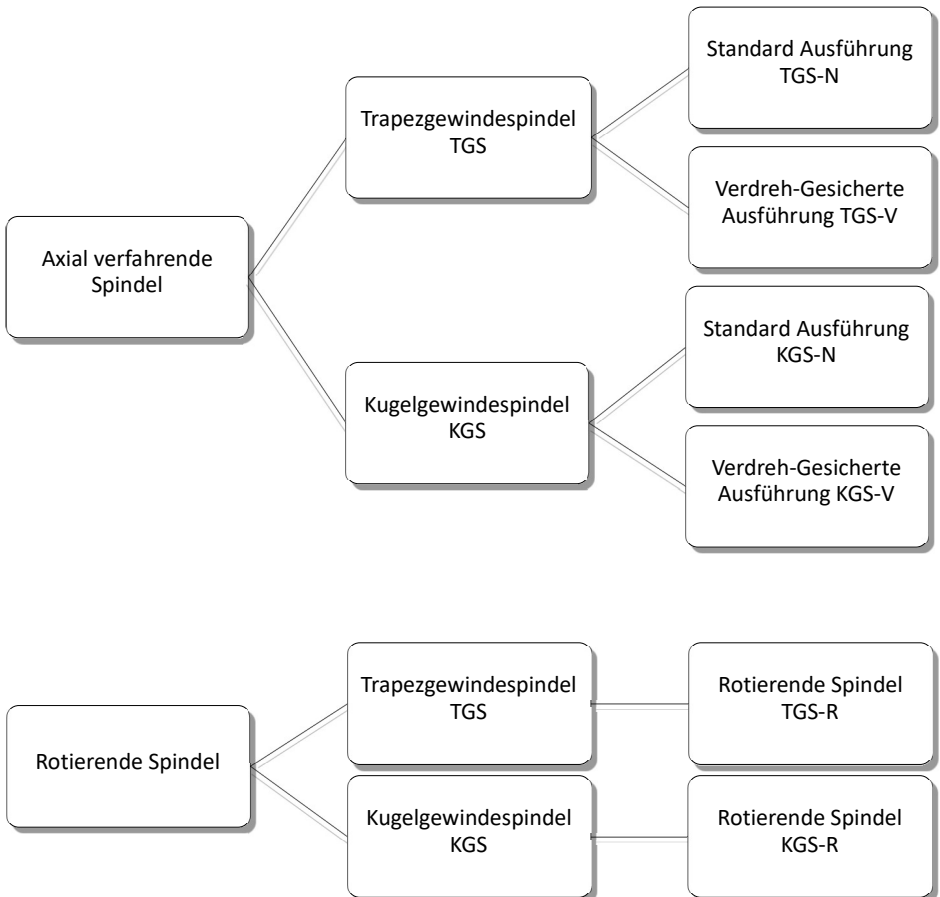 Standard Ausführung
TGS-N
Trapezgewindespindel
TGS
Verdreh-Gesicherte
Ausführung TGS-V
Axial verfahrende
Spindel
Standard Ausführung
KGS-N
Kugelgewindespindel
KGS
Verdreh-Gesicherte
Ausführung KGS-V
Trapezgewindespindel
TGS
Rotierende Spindel
TGS-R
Rotierende Spindel
Kugelgewindespindel
KGS
Rotierende Spindel
KGS-R